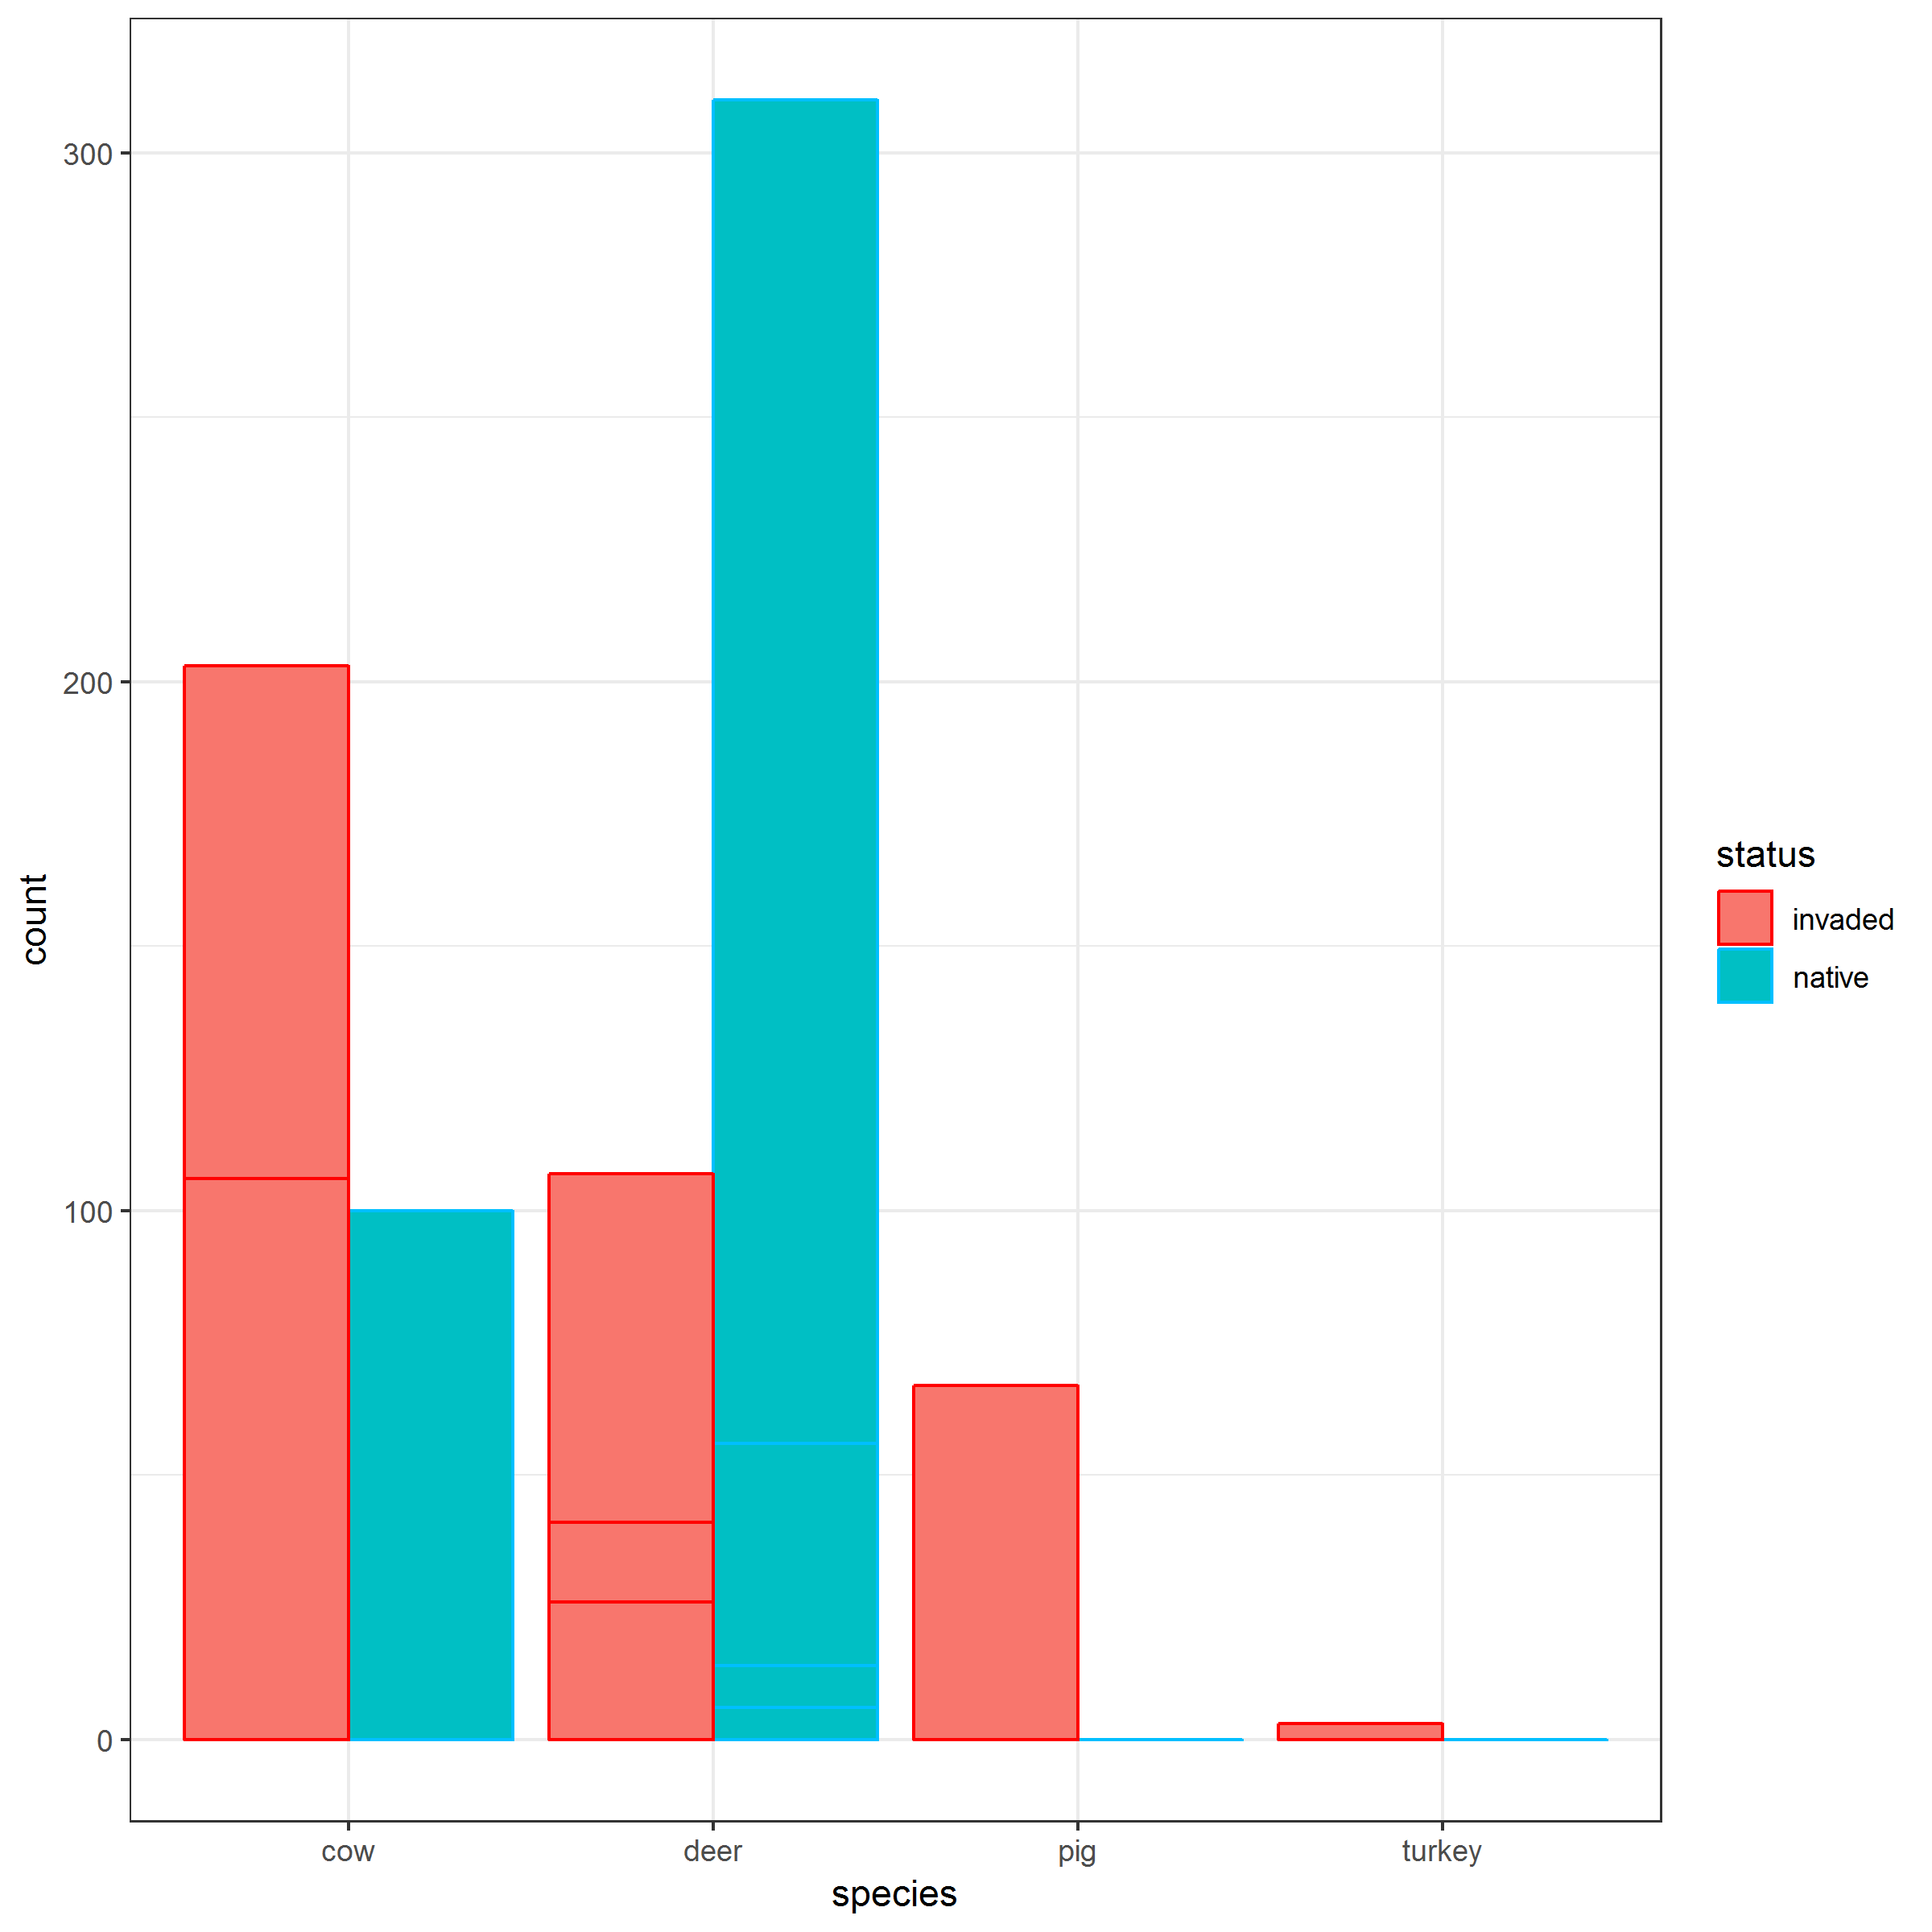 300
200
100
0
count
cow deer pig turkey
species
status
invaded
native